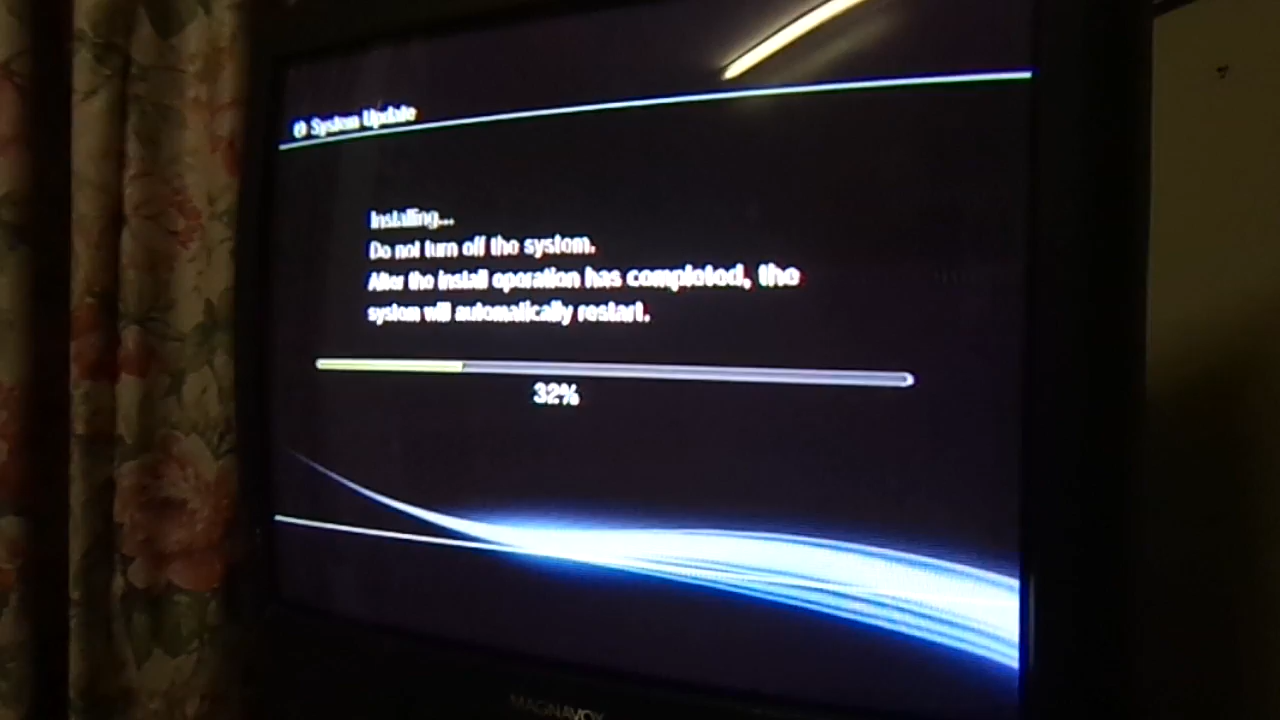 System Update
Installing...
Do not turn off the system.
After the install operation has completed, the
system will automatically restart.
32%
MAGNAVOX